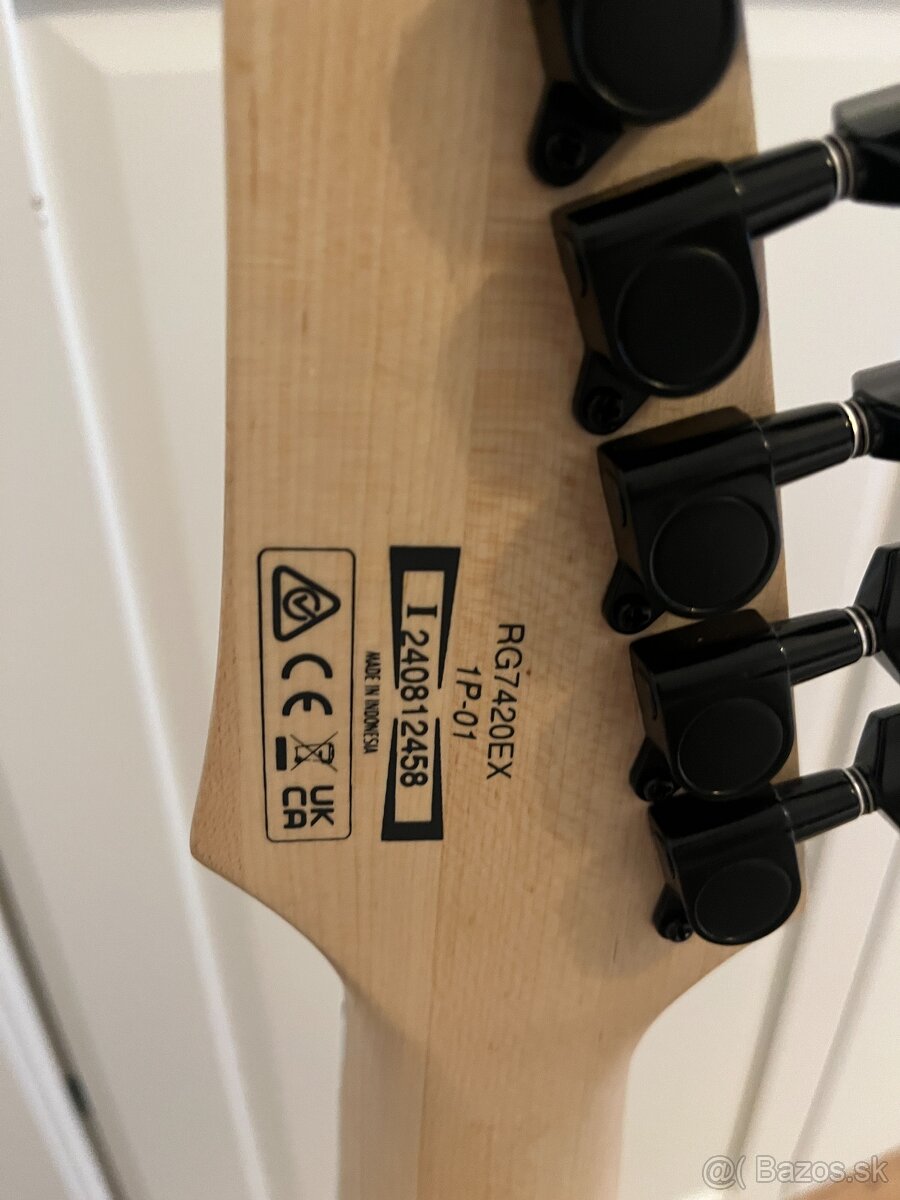 RG7420EX
1P-01
I 240812458
MADE IN INDONESIA
CE
UK
CA
@( Bazos.sk